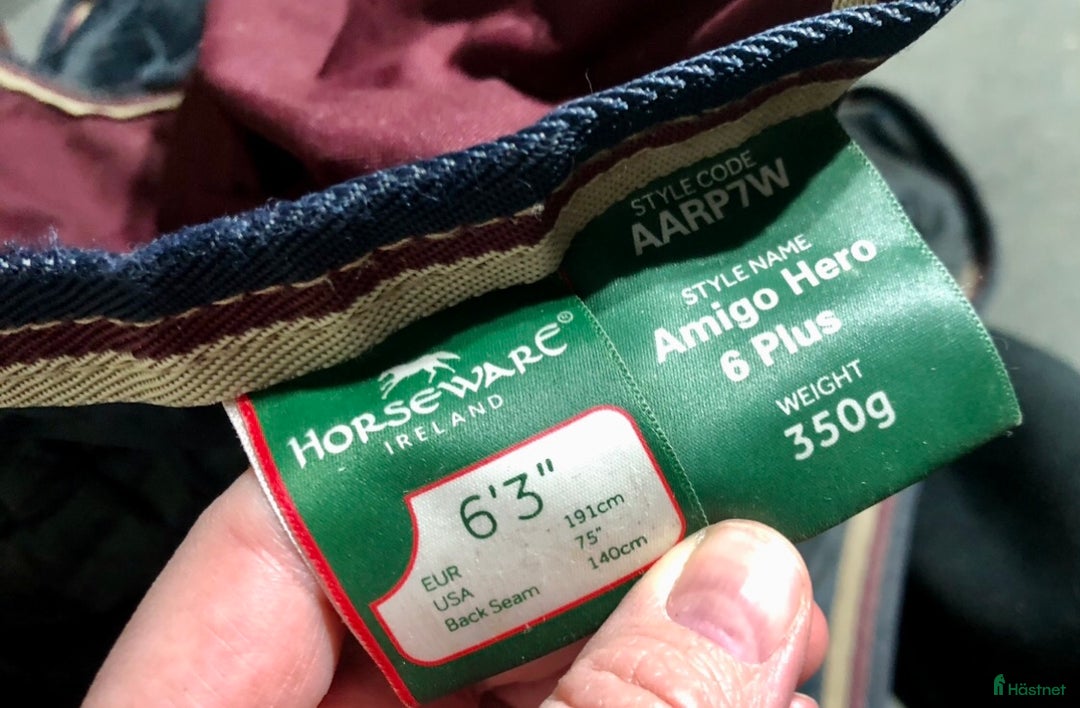 STYLE CODE
AARP7W
STYLE NAME
Amigo Hero
6 Plus
WEIGHT
350g
HORSEWARE®
IRELAND
6'3"
EUR 191cm
USA 75"
Back Seam 140cm
Hästnet